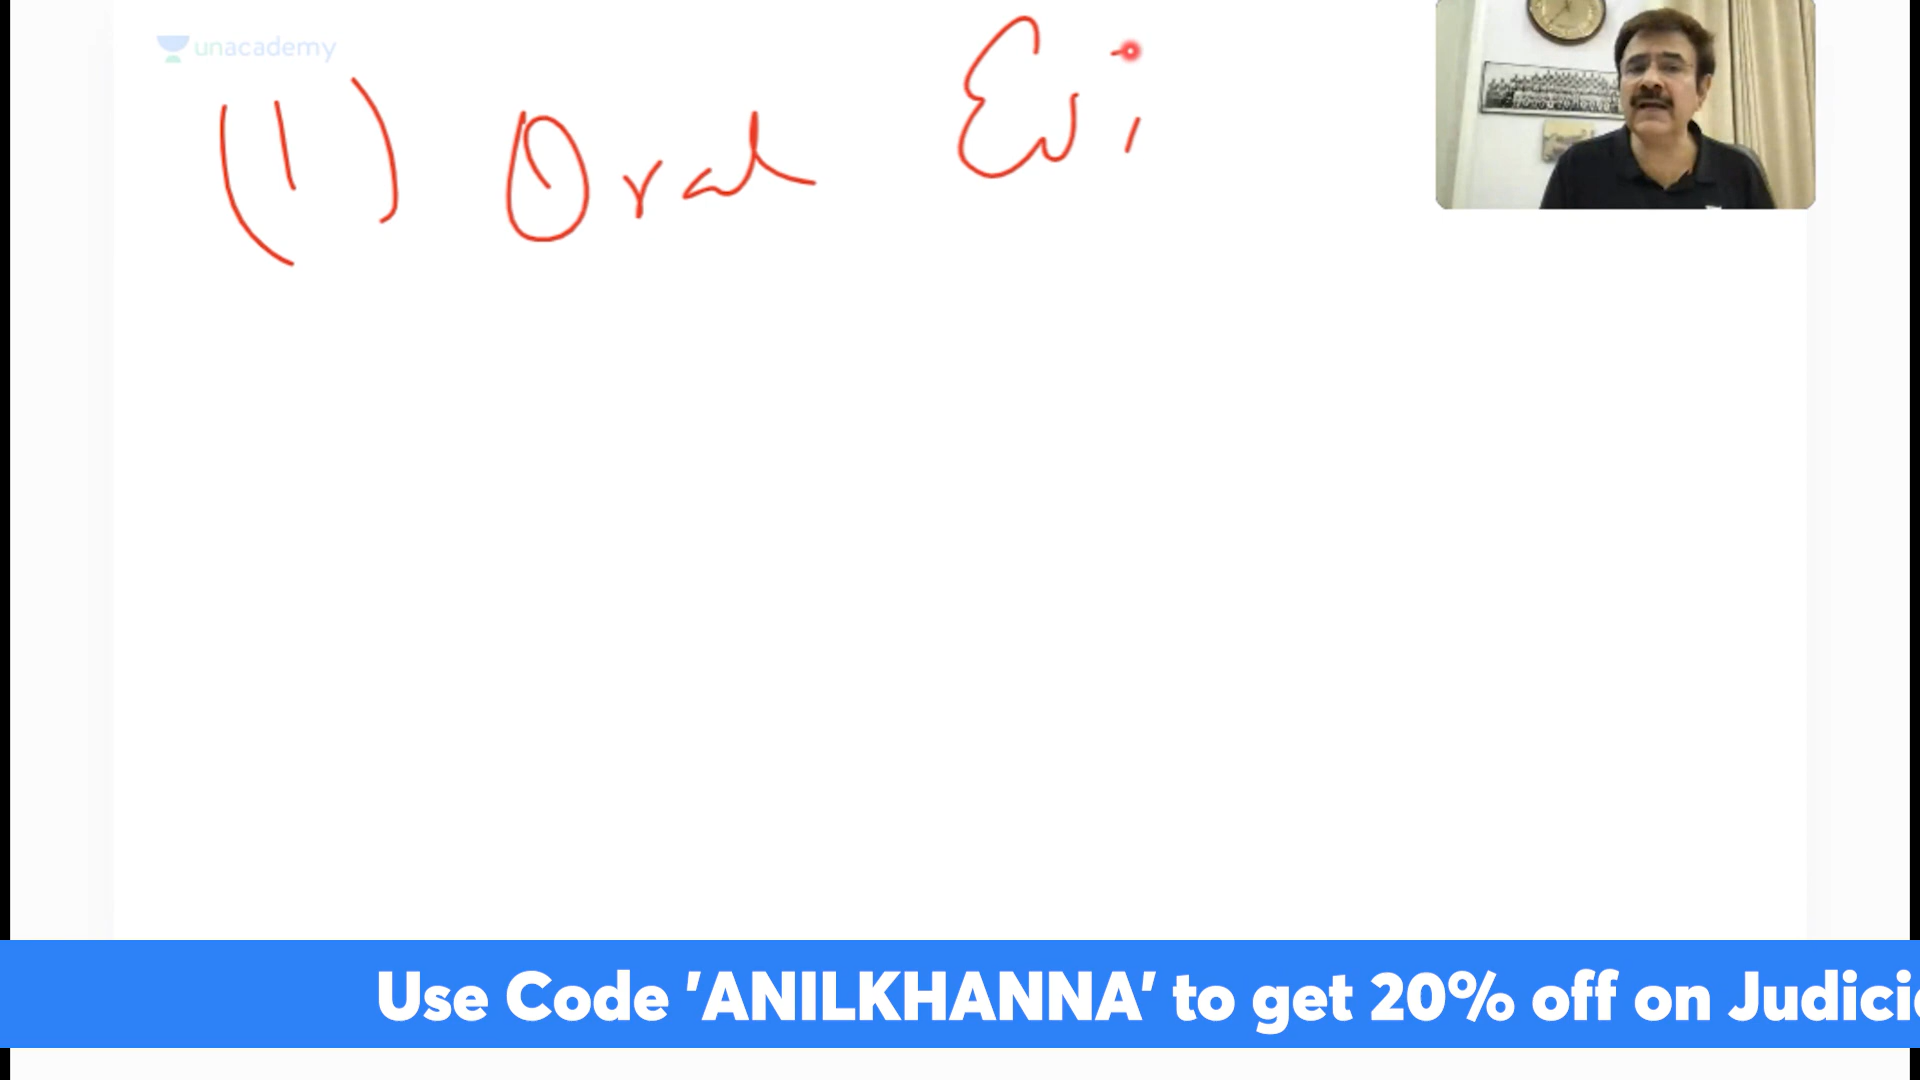 unacademy
(1) Oral Evi
Use Code 'ANILKHANNA' to get 20% off on Judici